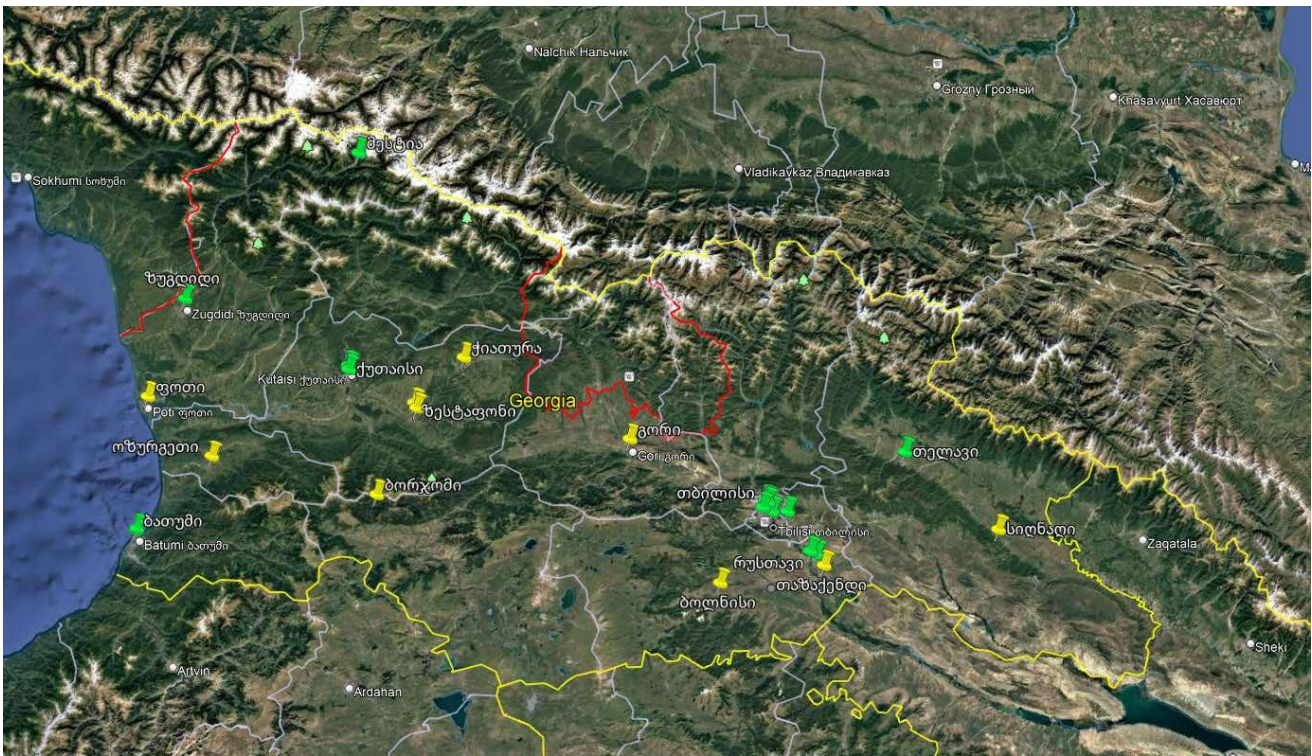 Nalchik Нальчик
Grozny Грозный
Khasavyurt Хасавюрт
მესტია
Vladikavkaz Владикавказ
Ma
Sokhumi სოხუმი
ზუგდიდი
Zugdidi ზუგდიდი
ჭიათურა
ქუთაისი
Kutaisi ქუთაისი
ფოთი
Poti ფოთი
ზესტაფონი
Georgia
გორი
Gori გორი
ოზურგეთი
თელავი
ბორჯომი
თბილისი
ბათუმი
Batumi ბათუმი
Tbilisi თბილისი
სიღნაღი
Zaqatala
რუსთავი
თაზაქენდი
ბოლნისი
Sheki
Artvin
Ardahan